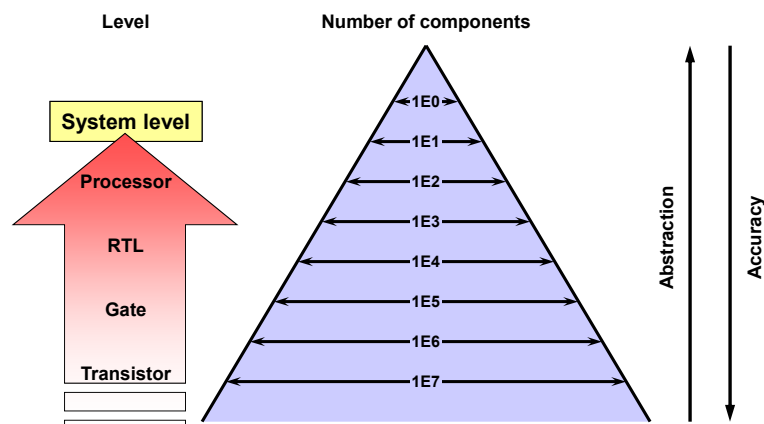 Level
Number of components
System level
Processor
RTL
Gate
Transistor
1E0
1E1
1E2
1E3
1E4
1E5
1E6
1E7
Abstraction
Accuracy